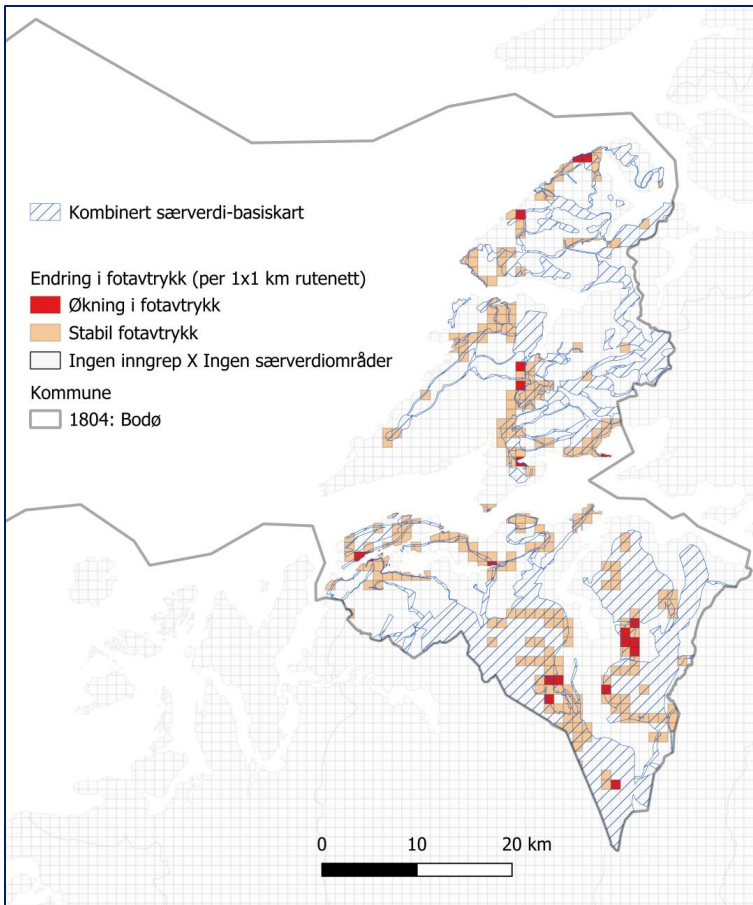 Kombinert særverdi-basiskart
Endring i fotavtrykk (per 1x1 km rutenett)
Økning i fotavtrykk
Stabil fotavtrykk
Ingen inngrep X Ingen særverdiområder
Kommune
1804: Bodø
0 10 20 km